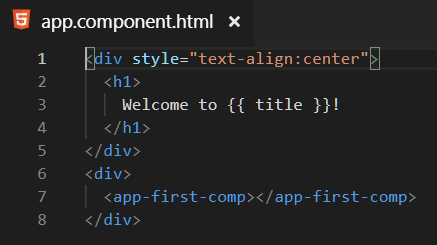 app.component.html ×
1 <div style="text-align:center">
2   <h1>
3     Welcome to {{ title }}!
4   </h1>
5 </div>
6 <div>
7   <app-first-comp></app-first-comp>
8 </div>